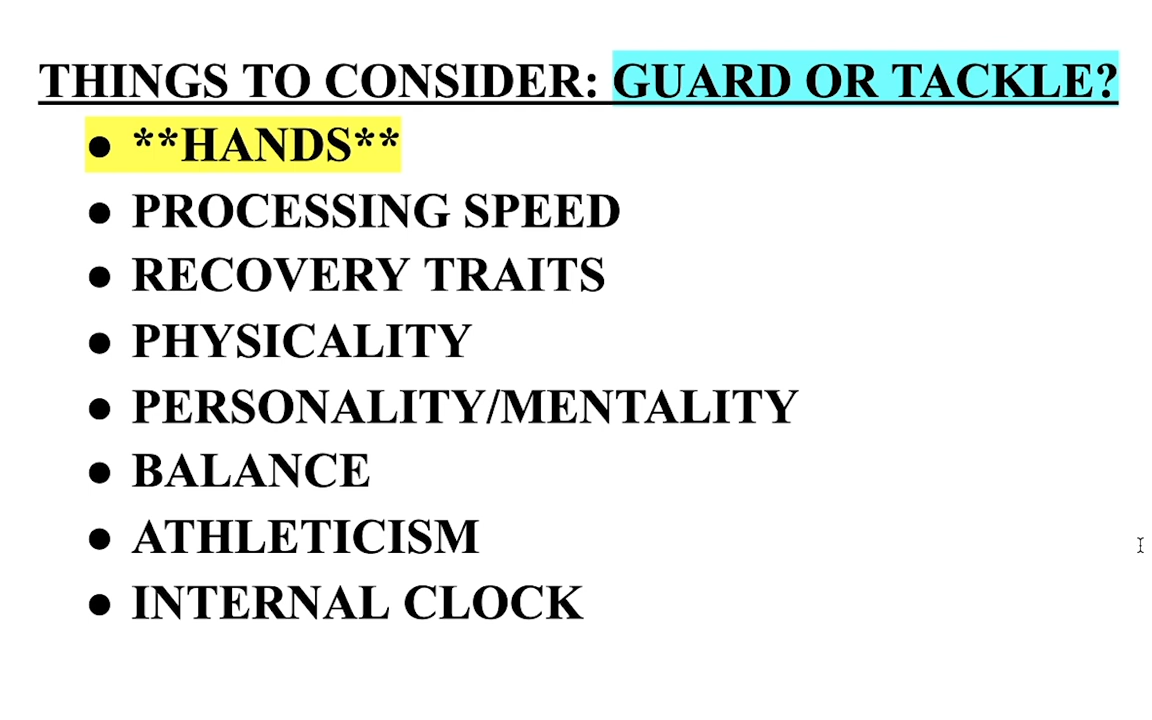 THINGS TO CONSIDER: GUARD OR TACKLE?
● **HANDS**
● PROCESSING SPEED
● RECOVERY TRAITS
● PHYSICALITY
● PERSONALITY/MENTALITY
● BALANCE
● ATHLETICISM
● INTERNAL CLOCK